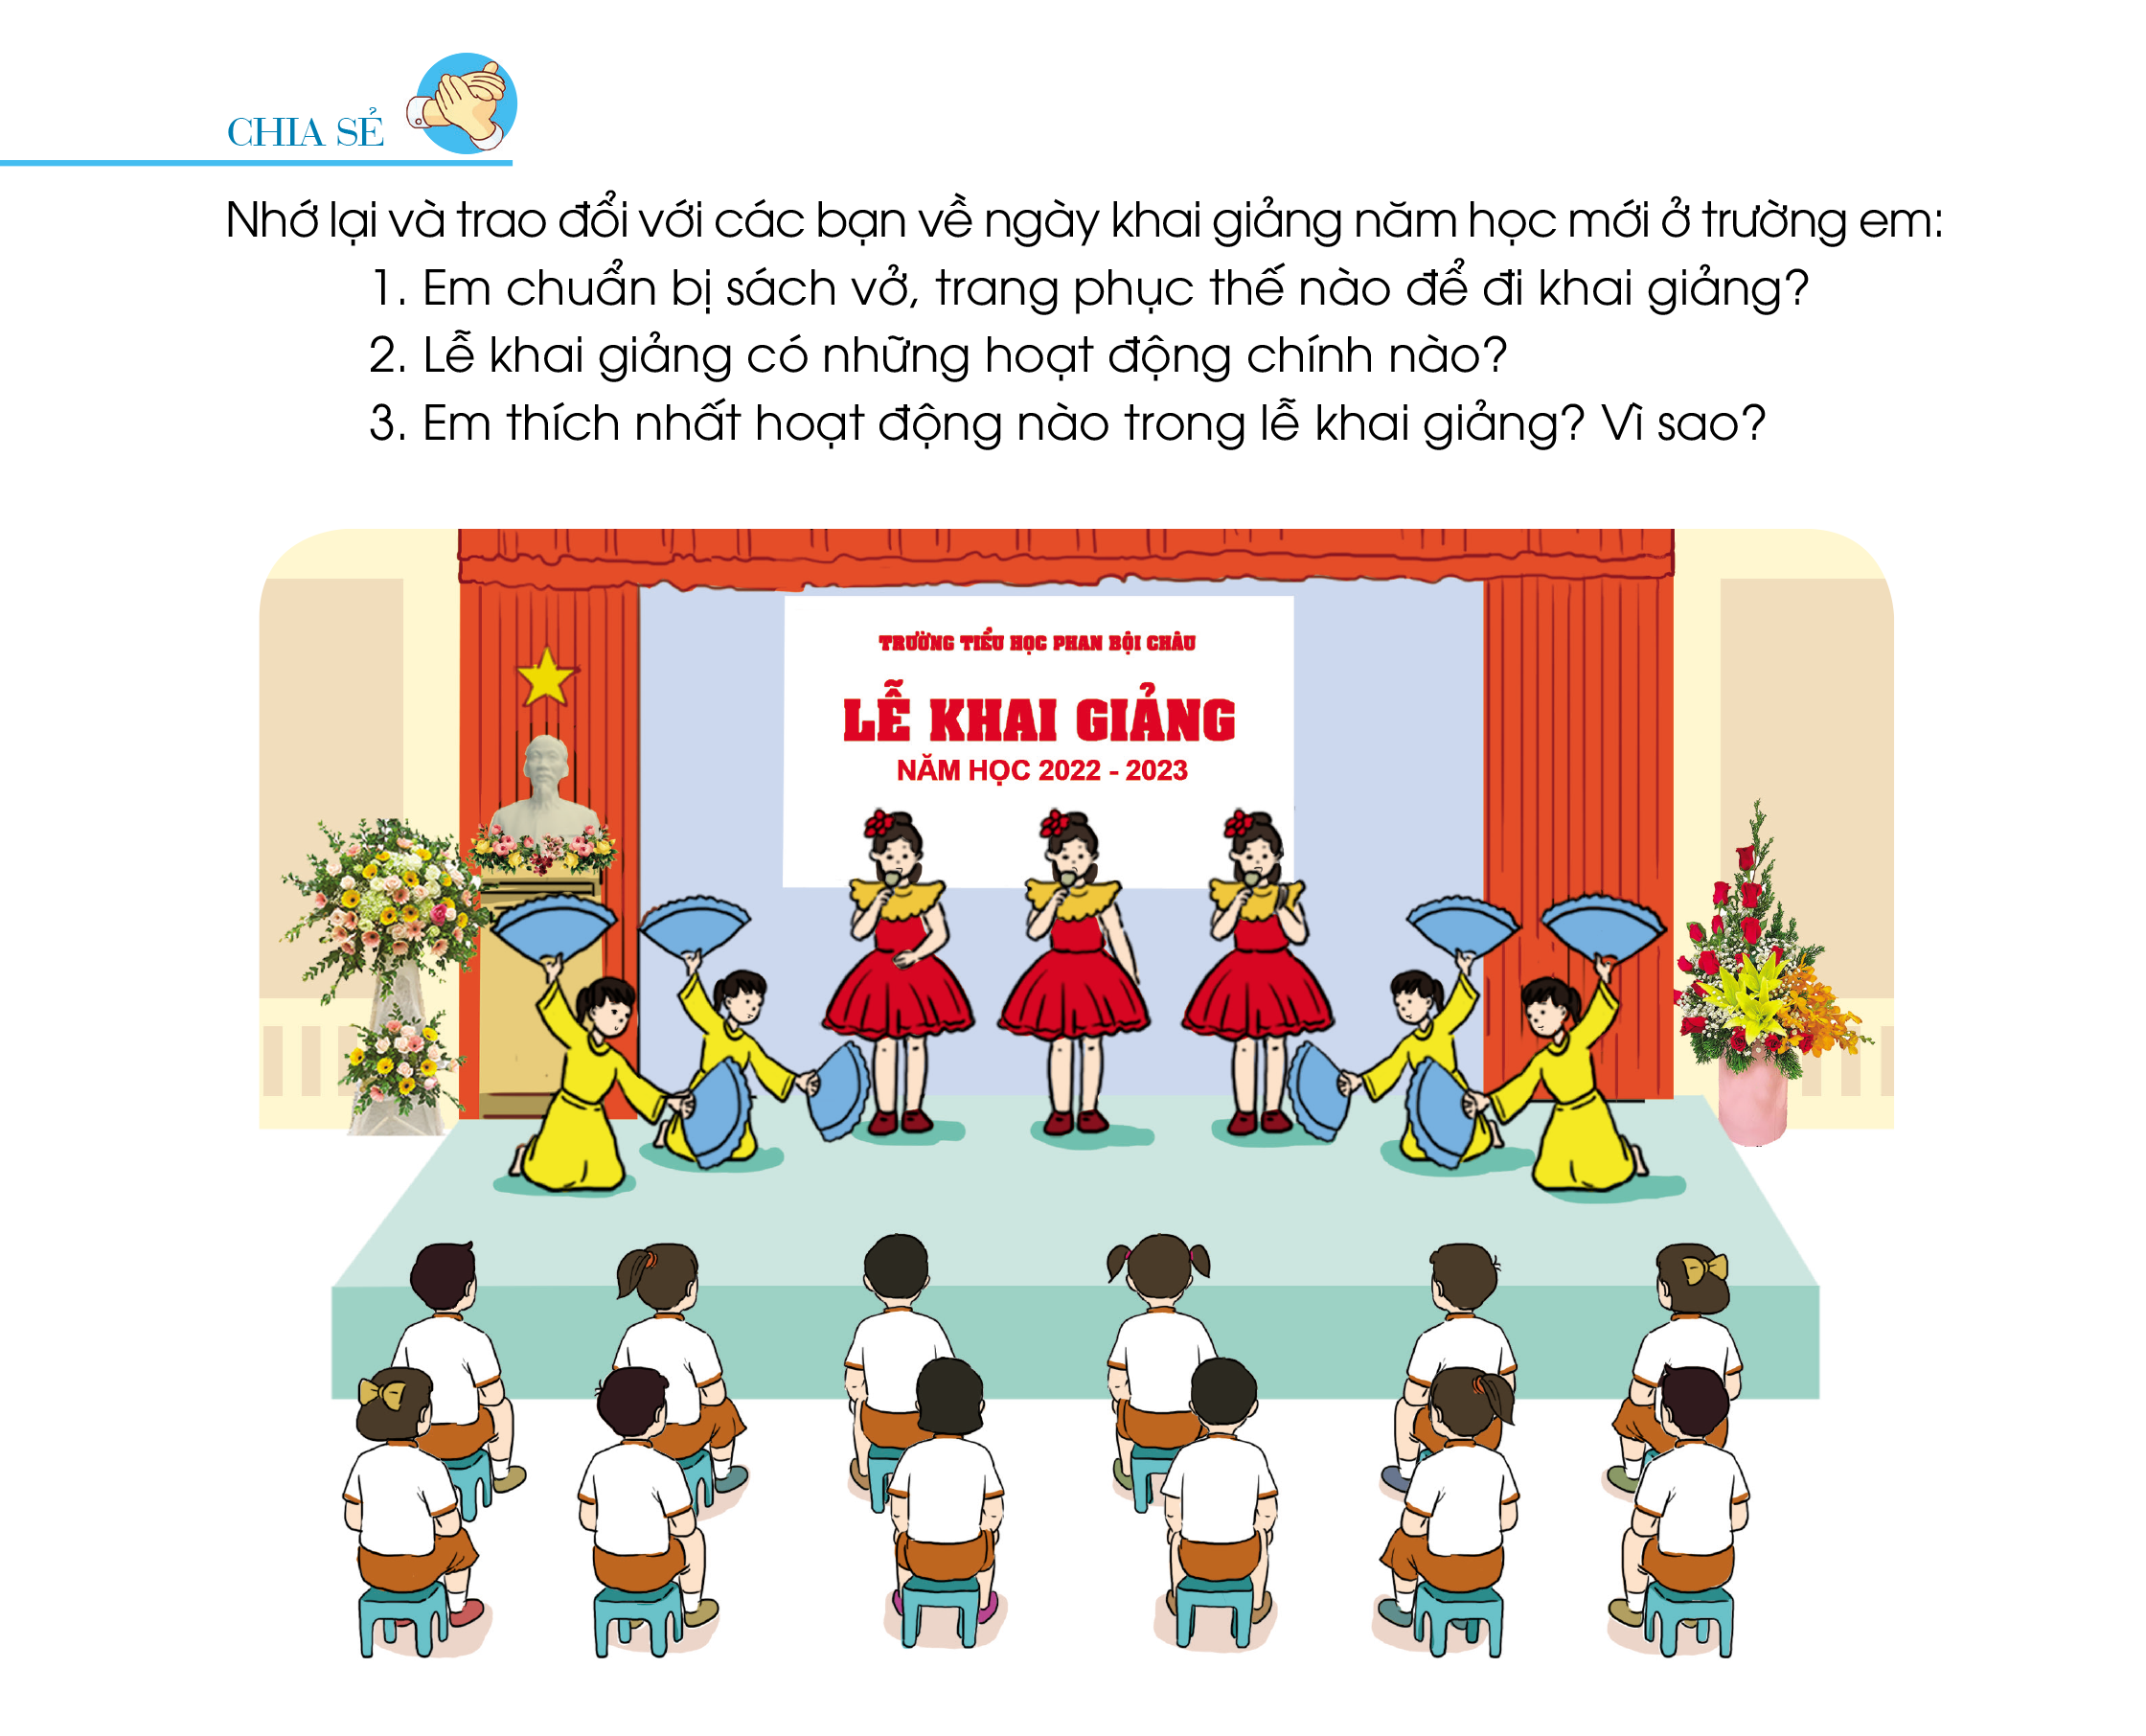 CHIA SẺ
Nhớ lại và trao đổi với các bạn về ngày khai giảng năm học mới ở trường em:
1. Em chuẩn bị sách vở, trang phục thế nào để đi khai giảng?
2. Lễ khai giảng có những hoạt động chính nào?
3. Em thích nhất hoạt động nào trong lễ khai giảng? Vì sao?
TRƯỜNG TIỂU HỌC PHAN BỘI CHÂU
LỄ KHAI GIẢNG
NĂM HỌC 2022 - 2023